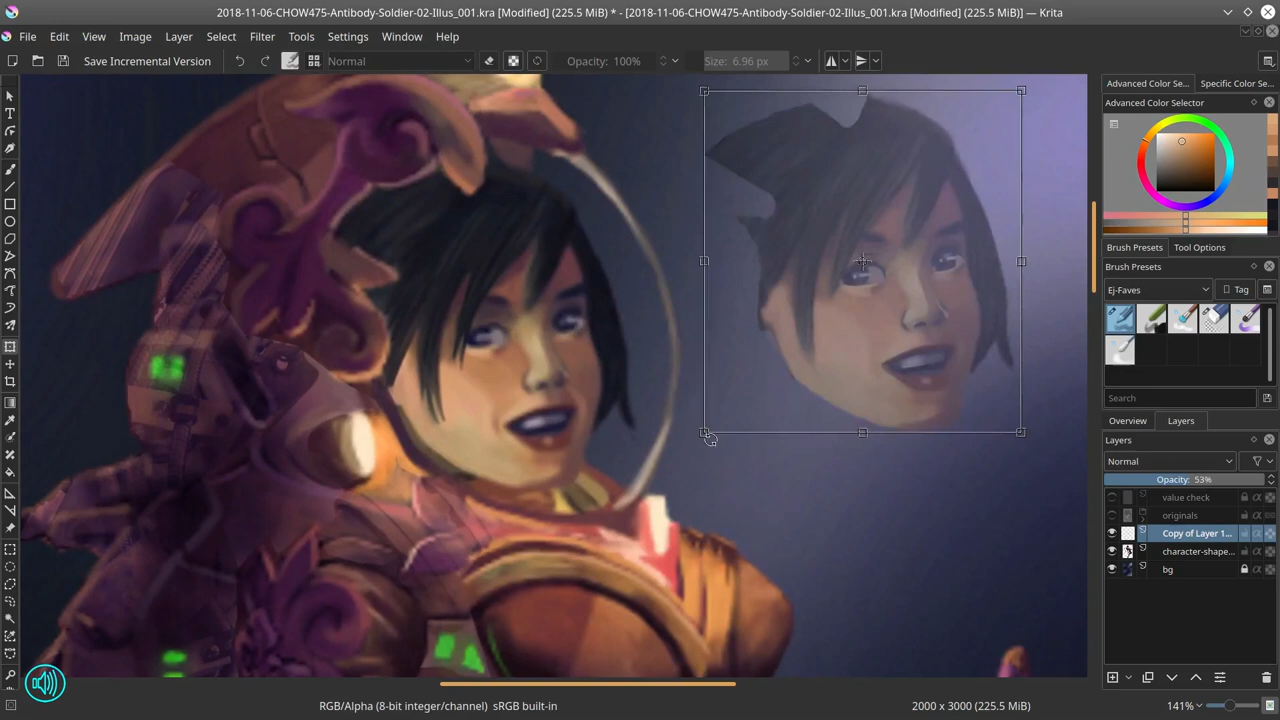 2018-11-06-CHOW475-Antibody-Soldier-02-Illus_001.kra [Modified] (225.5 MiB) * - [2018-11-06-CHOW475-Antibody-Soldier-02-Illus_001.kra [Modified] (225.5 MiB)] — Krita
File Edit View Image Layer Select Filter Tools Settings Window Help
Save Incremental Version Normal Opacity: 100% Size: 6.96 px
Advanced Color Se... Specific Color Se...
Advanced Color Selector
Brush Presets Tool Options
Brush Presets
Ej-Faves Tag
Search
Overview Layers
Layers
Normal
Opacity: 53%
value check
originals
Copy of Layer 1...
character-shape...
bg
RGB/Alpha (8-bit integer/channel) sRGB built-in 2000 x 3000 (225.5 MiB) 141%